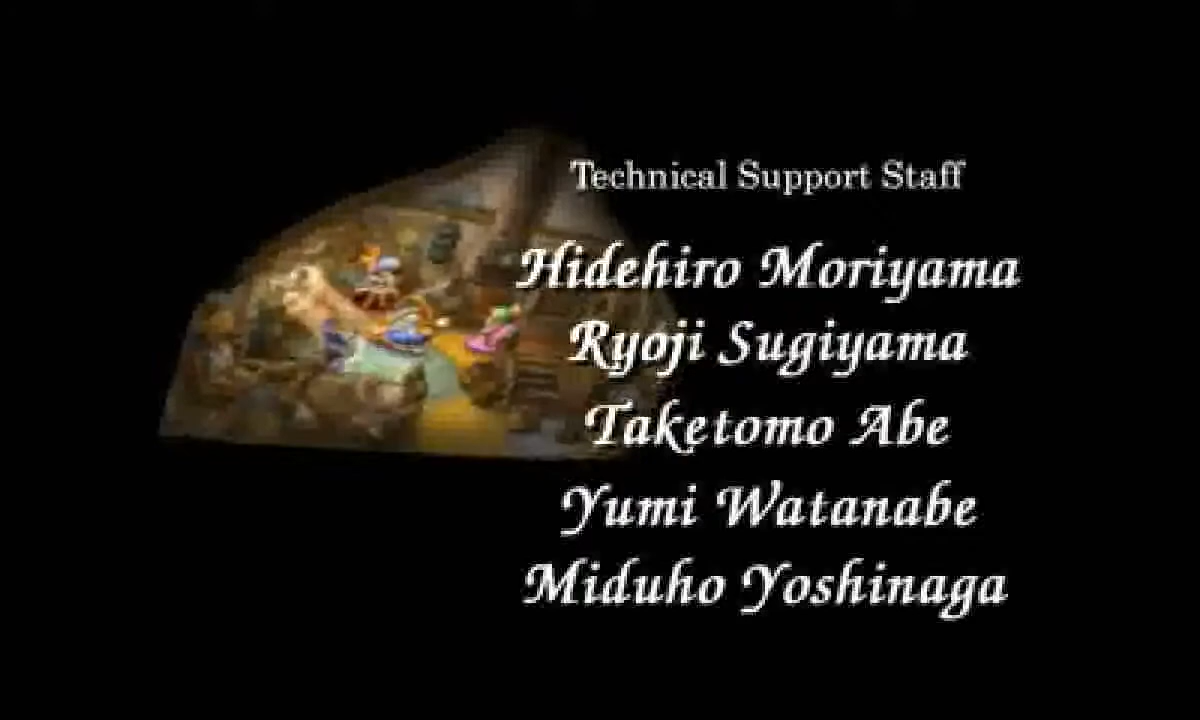 Technical Support Staff
Hidehiro Moriyama
Ryoji Sugiyama
Taketomo Abe
Yumi Watanabe
Miduho Yoshinaga